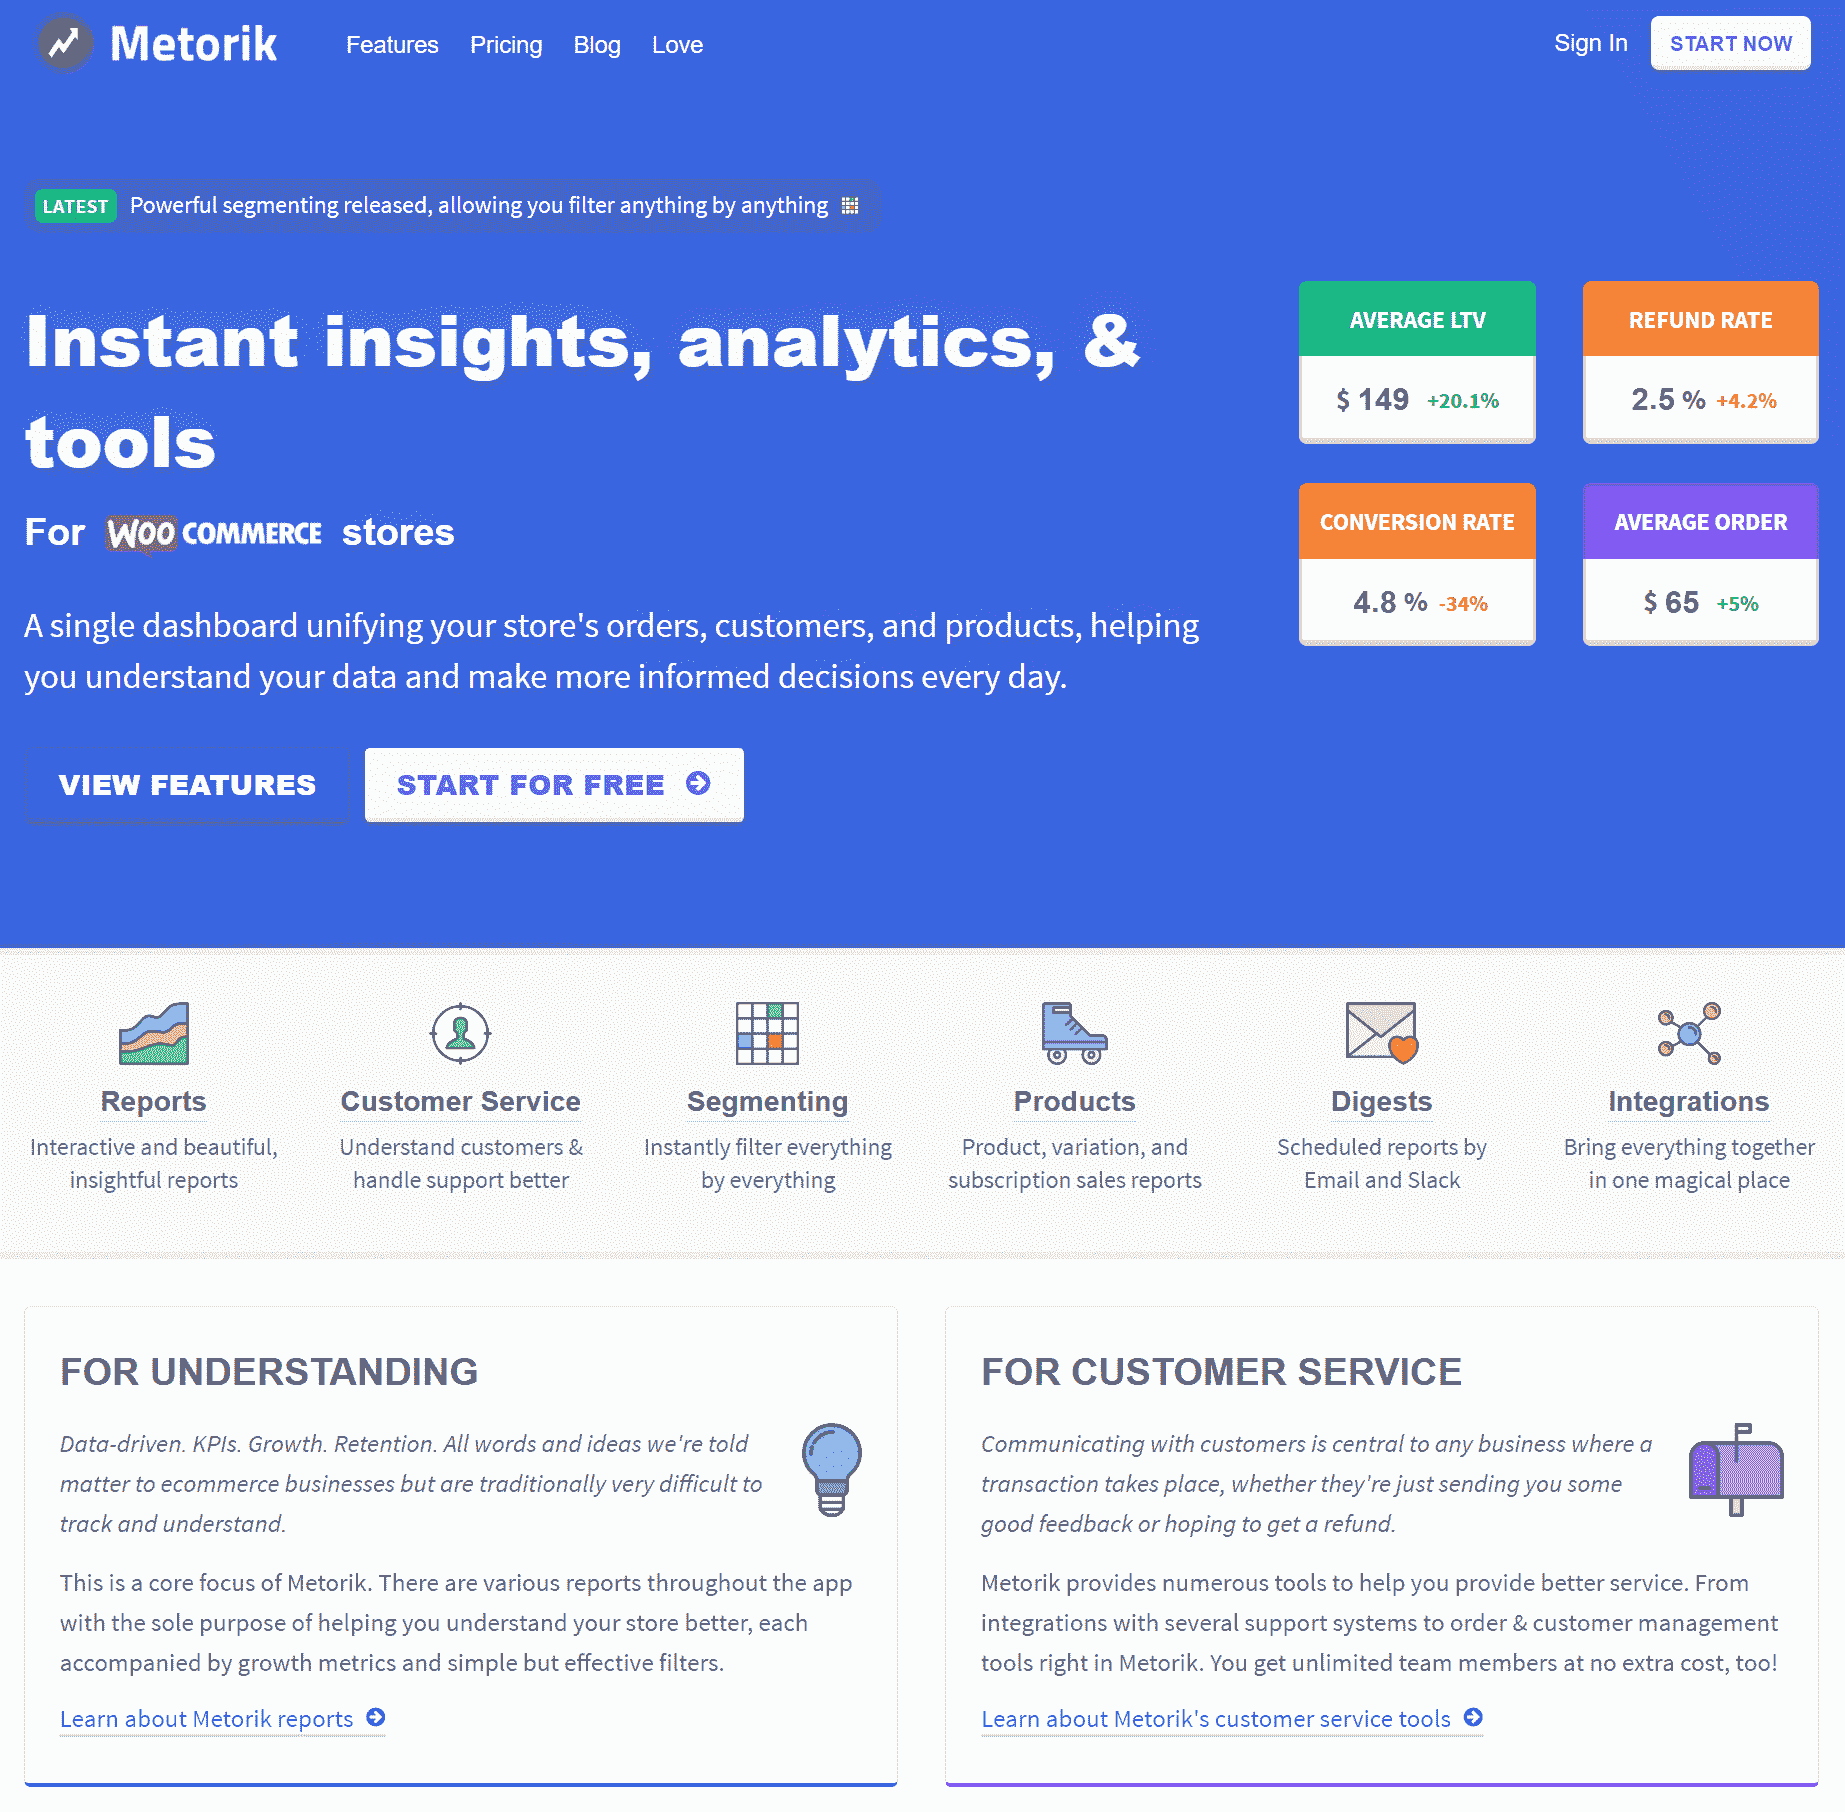 Metorik
Features Pricing Blog Love
Sign In START NOW
LATEST Powerful segmenting released, allowing you filter anything by anything
Instant insights, analytics, &
tools
For WOO COMMERCE stores
A single dashboard unifying your store's orders, customers, and products, helping
you understand your data and make more informed decisions every day.
VIEW FEATURES START FOR FREE
AVERAGE LTV
$ 149 +20.1%
REFUND RATE
2.5 % +4.2%
CONVERSION RATE
4.8 % -34%
AVERAGE ORDER
$ 65 +5%
Reports
Interactive and beautiful,
insightful reports
Customer Service
Understand customers &
handle support better
Segmenting
Instantly filter everything
by everything
Products
Product, variation, and
subscription sales reports
Digests
Scheduled reports by
Email and Slack
Integrations
Bring everything together
in one magical place
FOR UNDERSTANDING
Data-driven. KPIs. Growth. Retention. All words and ideas we're told
matter to ecommerce businesses but are traditionally very difficult to
track and understand.
This is a core focus of Metorik. There are various reports throughout the app
with the sole purpose of helping you understand your store better, each
accompanied by growth metrics and simple but effective filters.
Learn about Metorik reports
FOR CUSTOMER SERVICE
Communicating with customers is central to any business where a
transaction takes place, whether they're just sending you some
good feedback or hoping to get a refund.
Metorik provides numerous tools to help you provide better service. From
integrations with several support systems to order & customer management
tools right in Metorik. You get unlimited team members at no extra cost, too!
Learn about Metorik's customer service tools